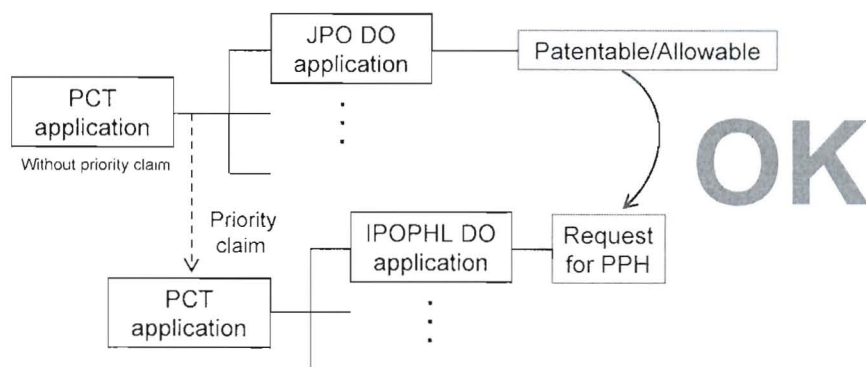 JPO DO
application
Patentable/Allowable
PCT
application
Without priority claim
OK
Priority
claim
IPOPHL DO
application
Request
for PPH
PCT
application